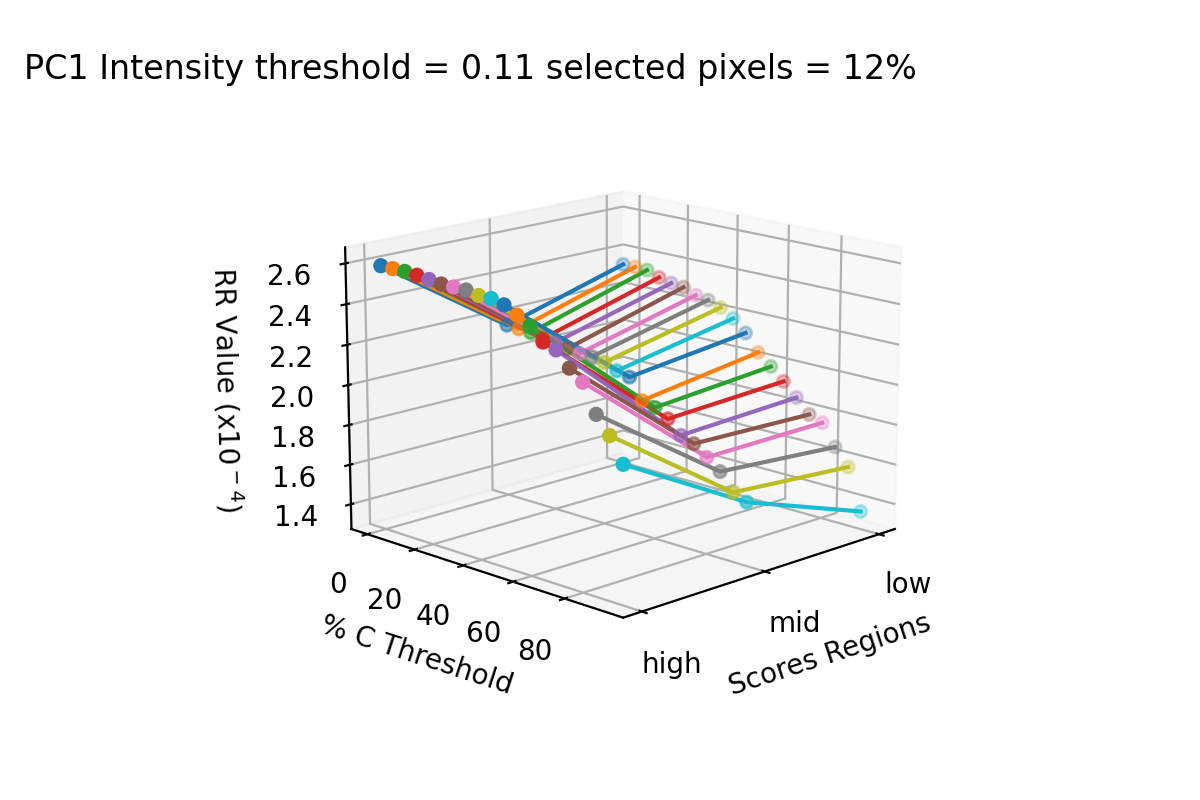 PC1 Intensity threshold = 0.11 selected pixels = 12%
RR Value (x10⁻⁴)
2.6
2.4
2.2
2.0
1.8
1.6
1.4
0
20
40
60
80
% C Threshold
high
mid
low
Scores Regions